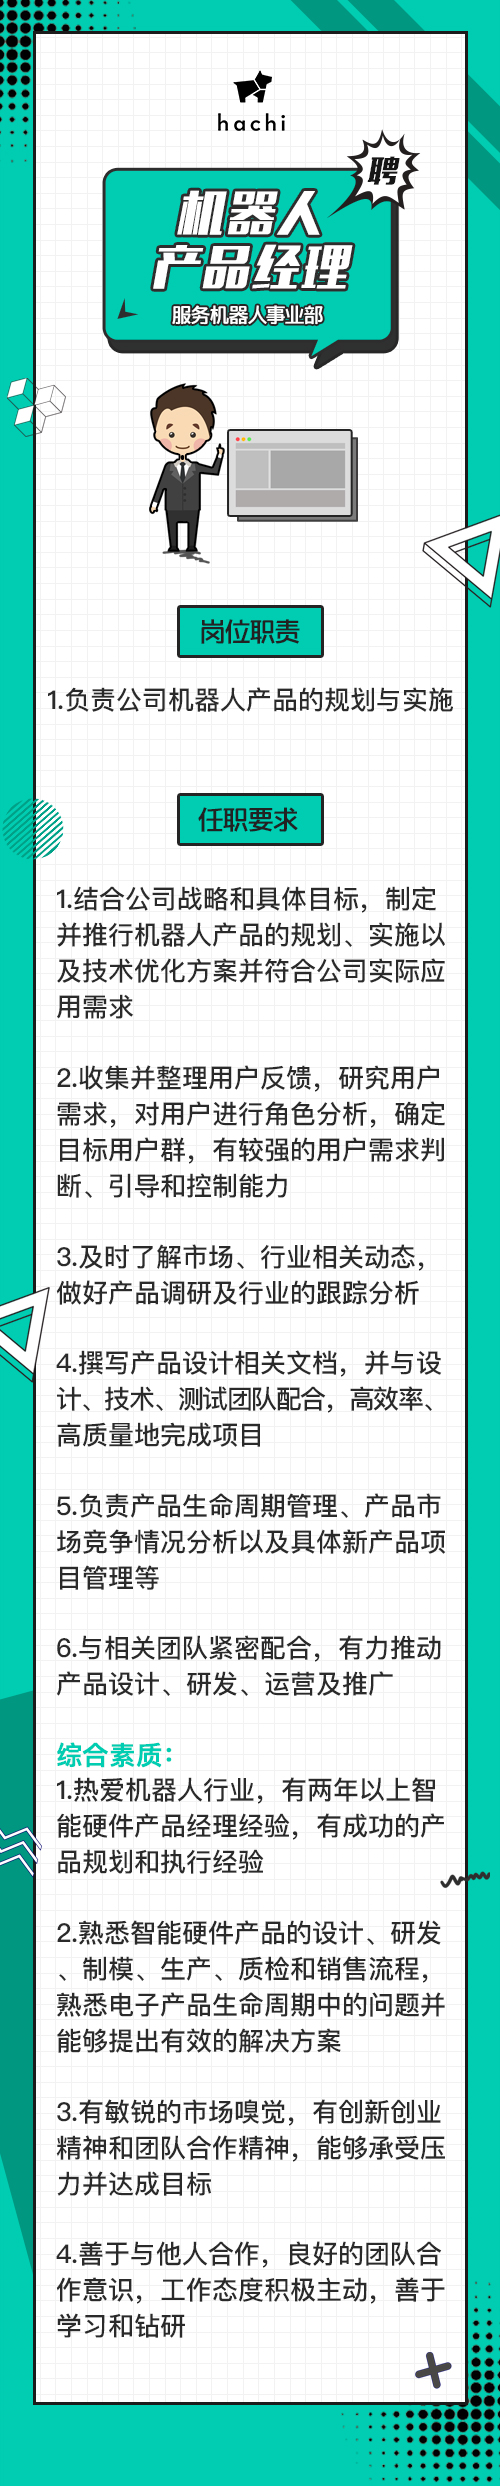 hachi
聘
机器人
产品经理
服务机器人事业部
岗位职责
1.负责公司机器人产品的规划与实施
任职要求
1.结合公司战略和具体目标，制定
并推行机器人产品的规划、实施以
及技术优化方案并符合公司实际应
用需求
2.收集并整理用户反馈，研究用户
需求，对用户进行角色分析，确定
目标用户群，有较强的用户需求判
断、引导和控制能力
3.及时了解市场、行业相关动态，
做好产品调研及行业的跟踪分析
4.撰写产品设计相关文档，并与设
计、技术、测试团队配合，高效率、
高质量地完成项目
5.负责产品生命周期管理、产品市
场竞争情况分析以及具体新产品项
目管理等
6.与相关团队紧密配合，有力推动
产品设计、研发、运营及推广
综合素质：
1.热爱机器人行业，有两年以上智
能硬件产品经理经验，有成功的产
品规划和执行经验
2.熟悉智能硬件产品的设计、研发
、制模、生产、质检和销售流程，
熟悉电子产品生命周期中的问题并
能够提出有效的解决方案
3.有敏锐的市场嗅觉，有创新创业
精神和团队合作精神，能够承受压
力并达成目标
4.善于与他人合作，良好的团队合
作意识，工作态度积极主动，善于
学习和钻研